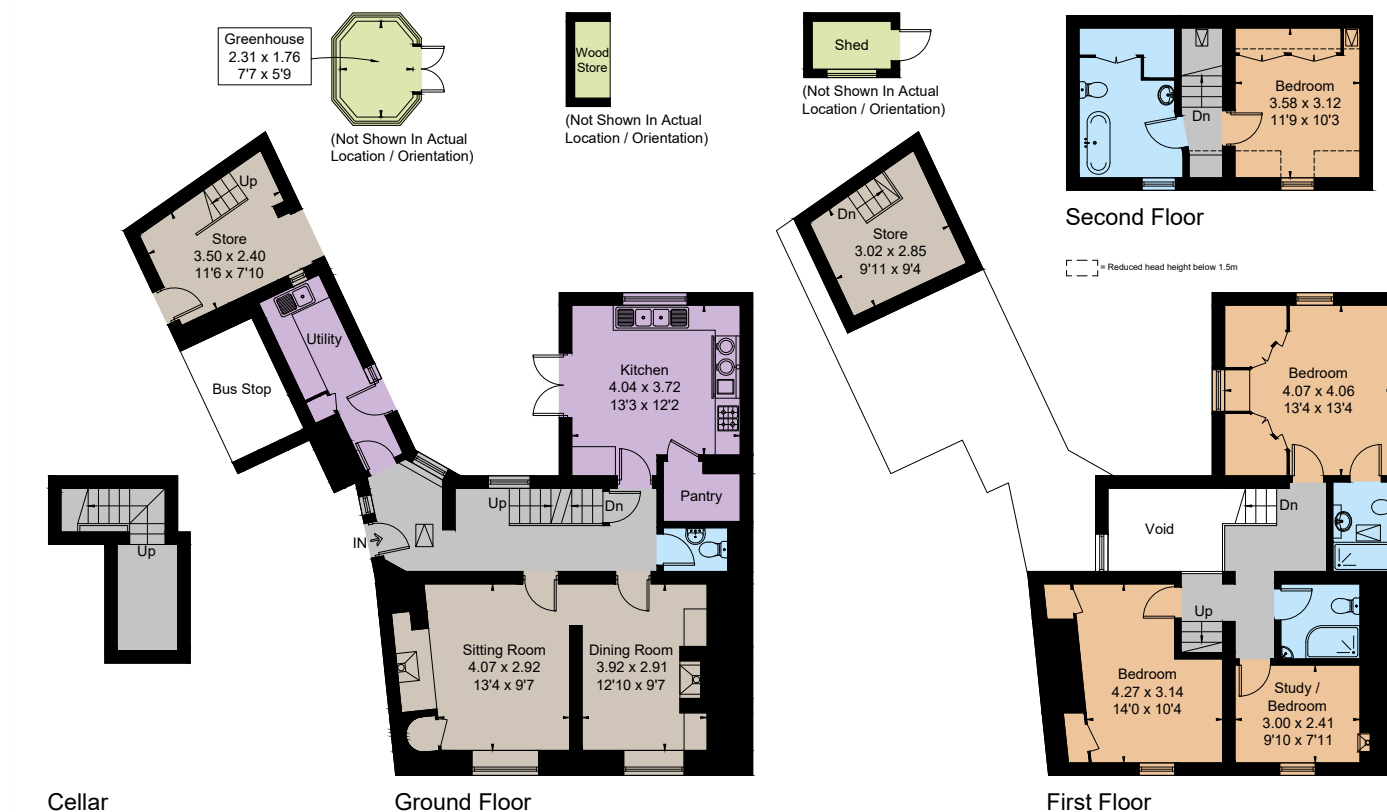 Greenhouse
2.31 x 1.76
7'7 x 5'9
(Not Shown In Actual
Location / Orientation)
Wood
Store
(Not Shown In Actual
Location / Orientation)
Shed
(Not Shown In Actual
Location / Orientation)
Bedroom
3.58 x 3.12
11'9 x 10'3
Dn
Second Floor
= Reduced head height below 1.5m
Up
Store
3.50 x 2.40
11'6 x 7'10
Utility
Bus Stop
Kitchen
4.04 x 3.72
13'3 x 12'2
Pantry
Up
Dn
IN
Sitting Room
4.07 x 2.92
13'4 x 9'7
Dining Room
3.92 x 2.91
12'10 x 9'7
Ground Floor
Up
Cellar
Dn
Store
3.02 x 2.85
9'11 x 9'4
Bedroom
4.07 x 4.06
13'4 x 13'4
Void
Dn
Up
Bedroom
4.27 x 3.14
14'0 x 10'4
Study /
Bedroom
3.00 x 2.41
9'10 x 7'11
First Floor